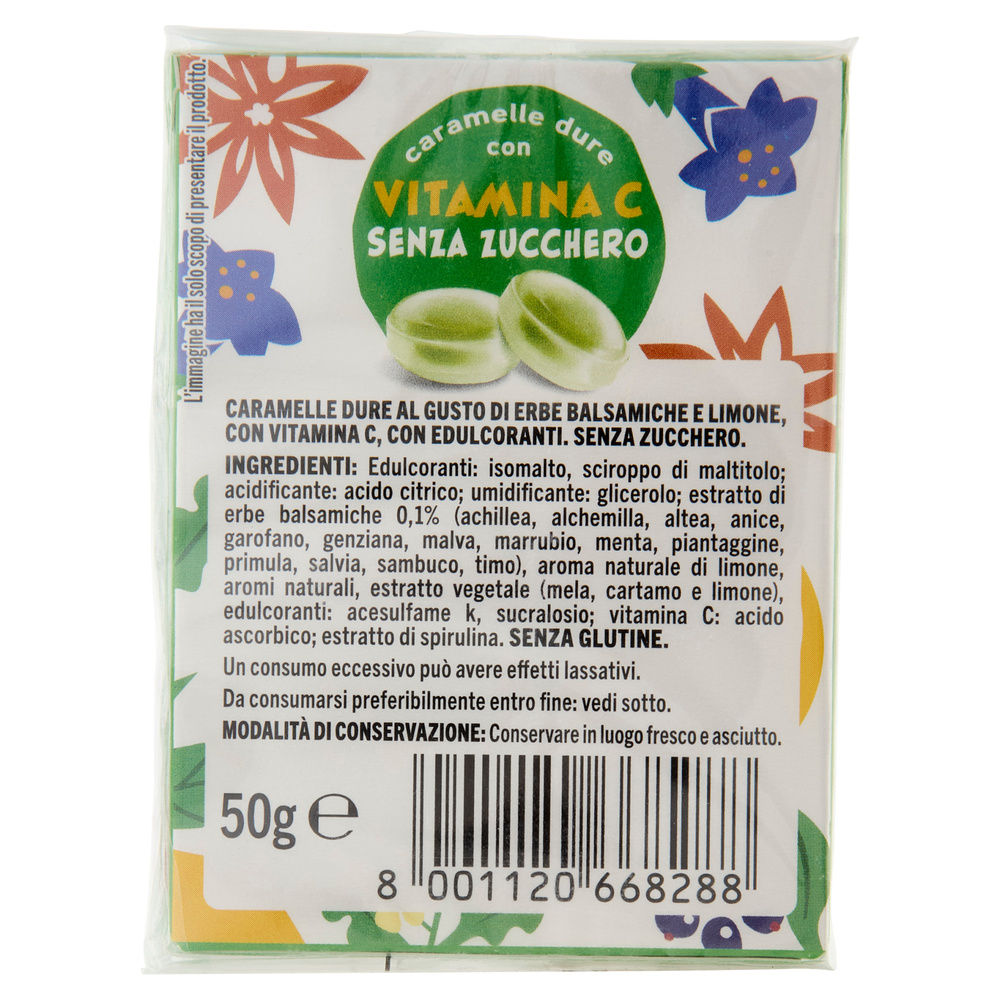 L'immagine ha il solo scopo di presentare il prodotto.
caramelle dure
con
VITAMINA C
SENZA ZUCCHERO
CARAMELLE DURE AL GUSTO DI ERBE BALSAMICHE E LIMONE,
CON VITAMINA C, CON EDULCORANTI. SENZA ZUCCHERO.
INGREDIENTI: Edulcoranti: isomalto, sciroppo di maltitolo;
acidificante: acido citrico; umidificante: glicerolo; estratto di
erbe balsamiche 0,1% (achillea, alchemilla, altea, anice,
garofano, genziana, malva, marrubio, menta, piantaggine,
primula, salvia, sambuco, timo), aroma naturale di limone,
aromi naturali, estratto vegetale (mela, cartamo e limone),
edulcoranti: acesulfame k, sucralosio; vitamina C: acido
ascorbico; estratto di spirulina. SENZA GLUTINE.
Un consumo eccessivo può avere effetti lassativi.
Da consumarsi preferibilmente entro fine: vedi sotto.
MODALITÀ DI CONSERVAZIONE: Conservare in luogo fresco e asciutto.
50g ℮
8 001120 668288